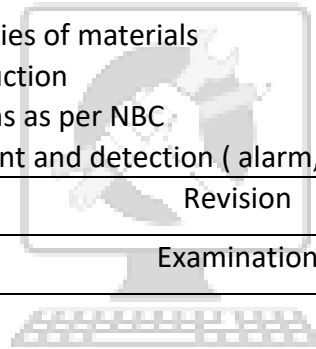 ies of materials
uction
ns as per NBC
nt and detection ( alarm,
Revision
Examination